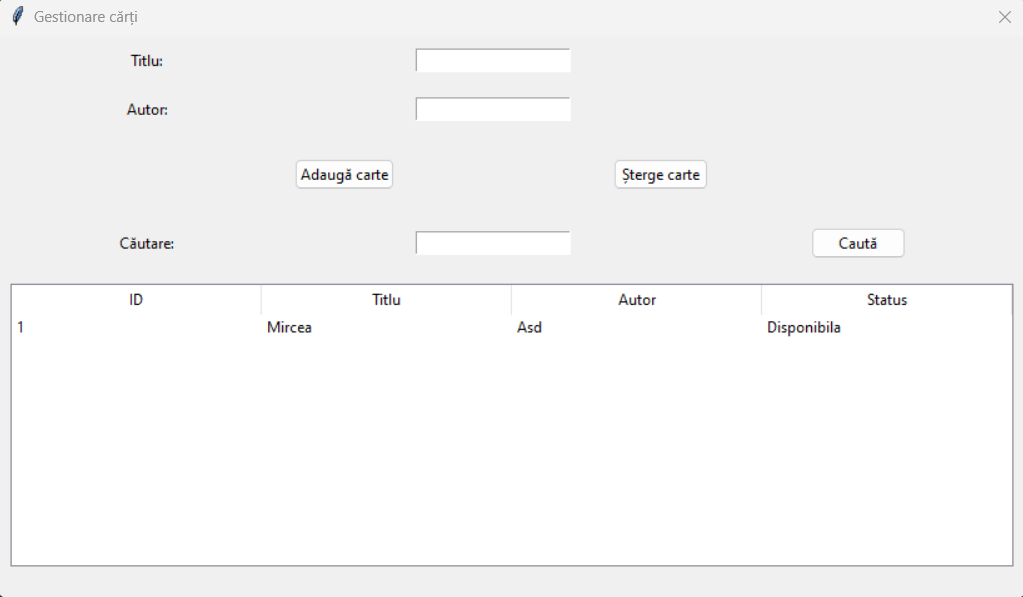 Gestionare cărți
Titlu:
Autor:
Adaugă carte Șterge carte
Căutare: Caută
ID Titlu Autor Status
1 Mircea Asd Disponibila